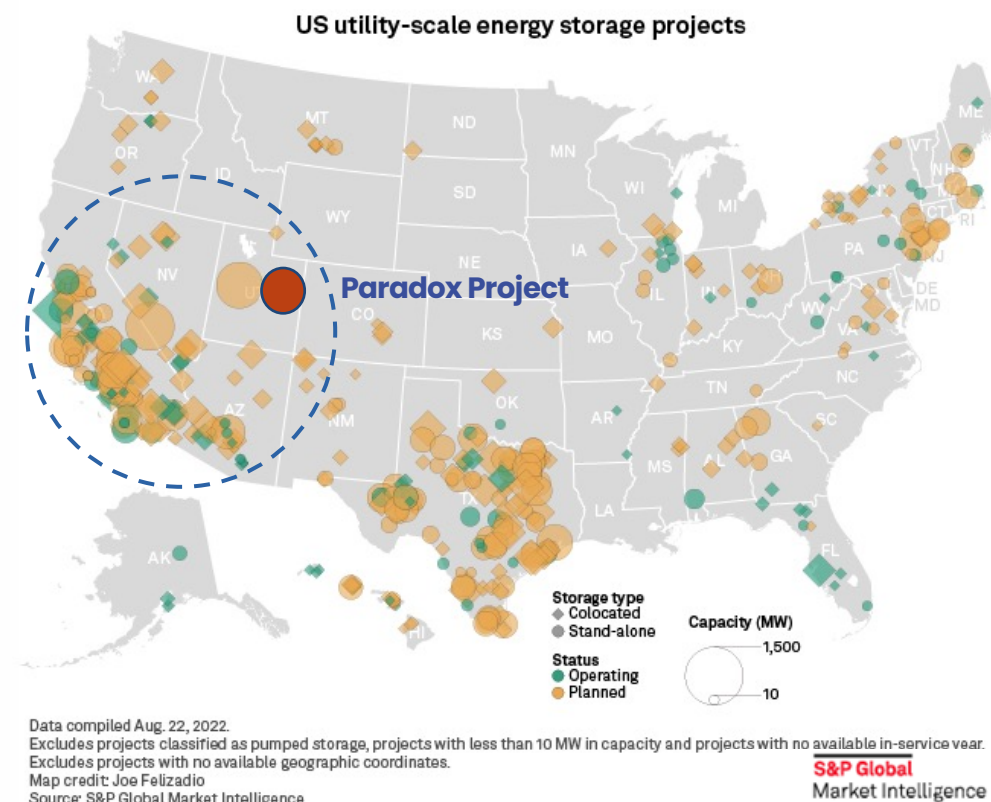 US utility-scale energy storage projects
WA
MT
ND
MN
ME
OR
VT
NH
ID
SD
WI
MI
CT
RI
WY
IA
PA
NJ
NV
NE
Paradox Project
IL
IN
OH
DE
MD
CO
WV
VA
KS
MO
KY
NC
TN
AZ
NM
OK
AR
SC
MS
AL
GA
TX
LA
AK
FL
HI
Storage type
Colocated
Stand-alone
Status
Operating
Planned
Capacity (MW)
1,500
10
Data compiled Aug. 22, 2022.
Excludes projects classified as pumped storage, projects with less than 10 MW in capacity and projects with no available in-service year.
Excludes projects with no available geographic coordinates.
Map credit: Joe Felizadio
Source: S&P Global Market Intelligence
S&P Global
Market Intelligence